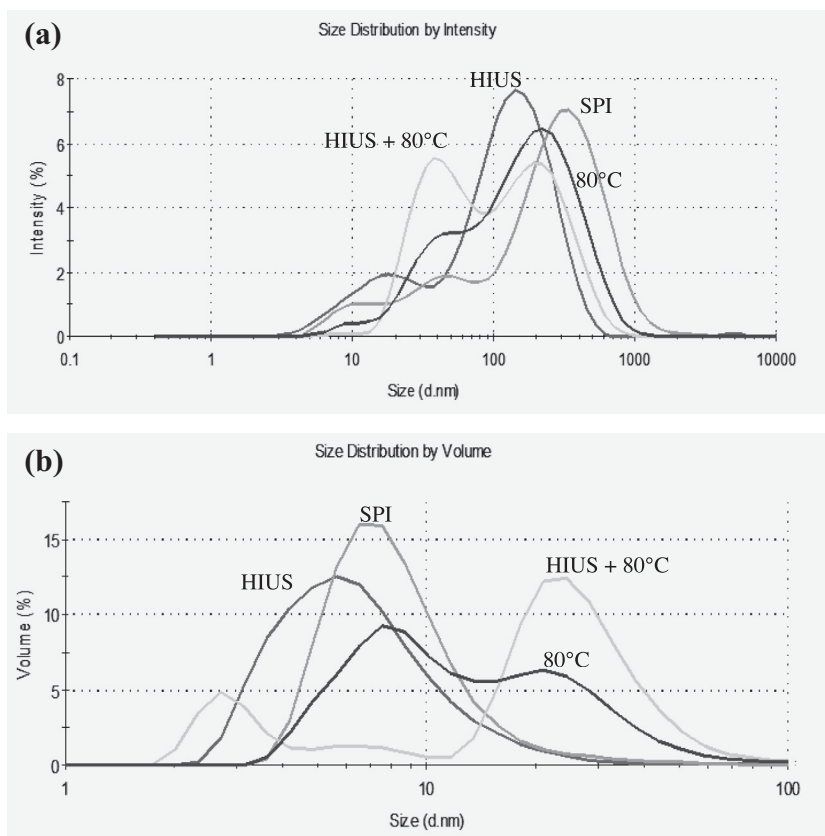 (a)
Size Distribution by Intensity
8
6
4
2
0
Intensity (%)
HIUS
SPI
HIUS + 80°C
80°C
0.1 1 10 100 1000 10000
Size (d.nm)
(b)
Size Distribution by Volume
15
10
5
0
Volume (%)
SPI
HIUS
HIUS + 80°C
80°C
1 10 100
Size (d.nm)